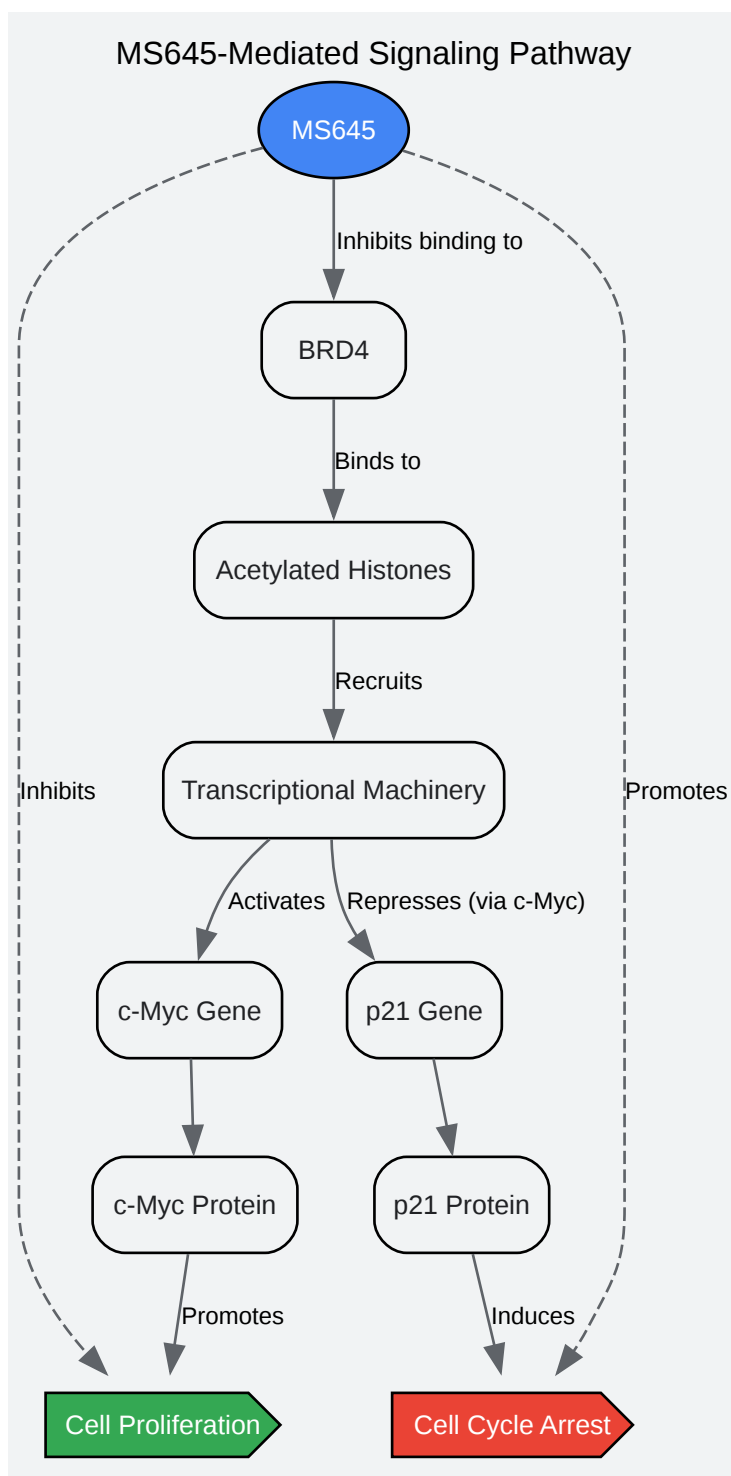 MS645-Mediated Signaling Pathway
MS645
Inhibits binding to
BRD4
Binds to
Acetylated Histones
Recruits
Transcriptional Machinery
Inhibits
Promotes
Activates
Represses (via c-Myc)
c-Myc Gene
p21 Gene
c-Myc Protein
p21 Protein
Promotes
Induces
Cell Proliferation
Cell Cycle Arrest